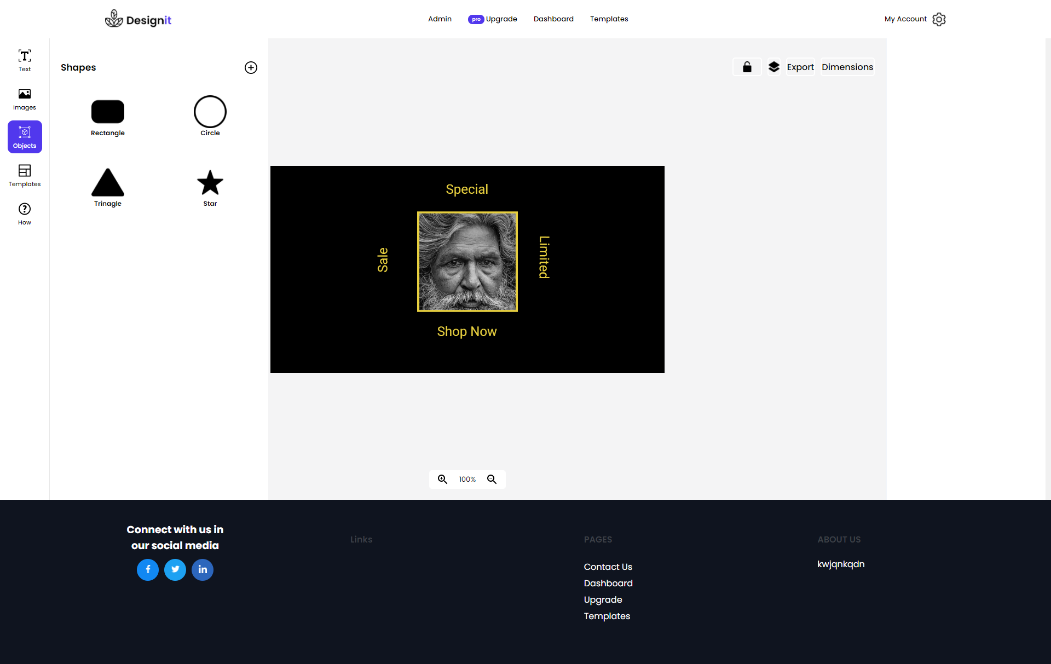 Designit
Admin
pro Upgrade
Dashboard
Templates
My Account
Text
Images
Objects
Templates
How
Shapes
Rectangle
Circle
Trinagle
Star
Export
Dimensions
Special
Sale
Limited
Shop Now
100%
Connect with us in
our social media
f
in
Links
PAGES
Contact Us
Dashboard
Upgrade
Templates
ABOUT US
kwjqnkqdn